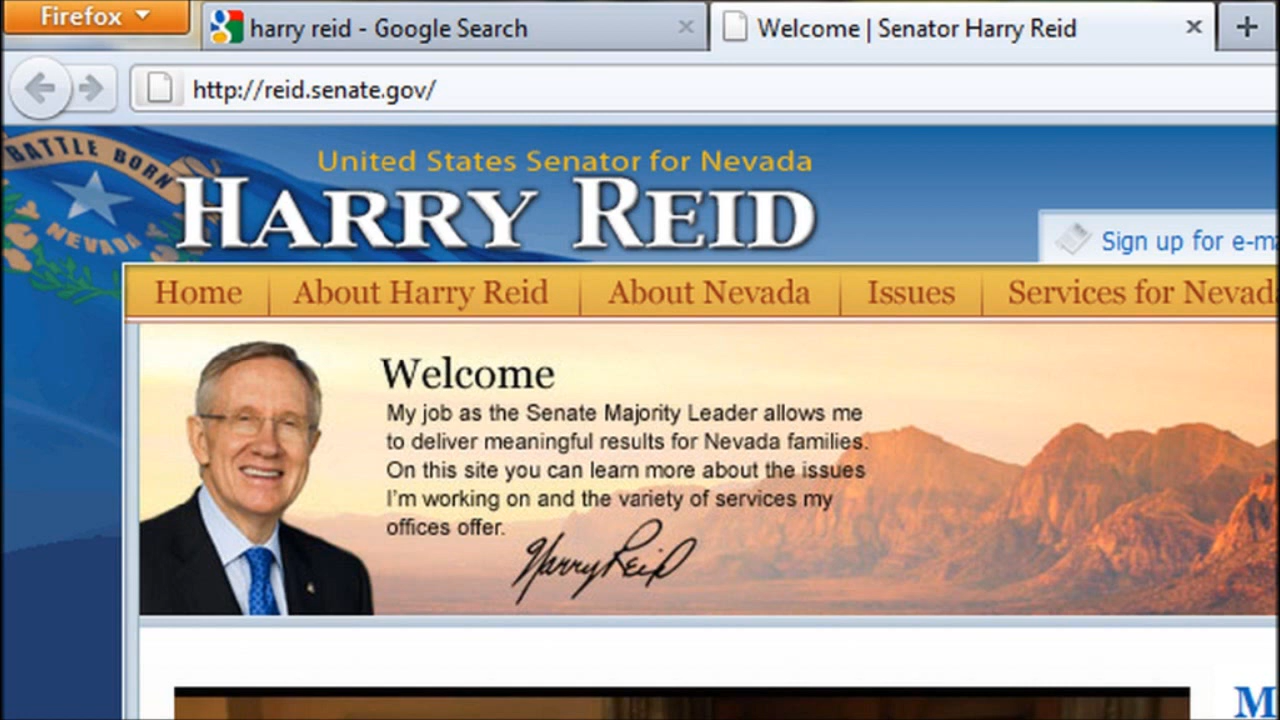 Firefox
harry reid - Google Search
Welcome | Senator Harry Reid
http://reid.senate.gov/
BATTLE BORN
NEVADA
United States Senator for Nevada
HARRY REID
Sign up for e-m
Home
About Harry Reid
About Nevada
Issues
Services for Nevad
Welcome
My job as the Senate Majority Leader allows me
to deliver meaningful results for Nevada families.
On this site you can learn more about the issues
I'm working on and the variety of services my
offices offer.
Harry Reid
M